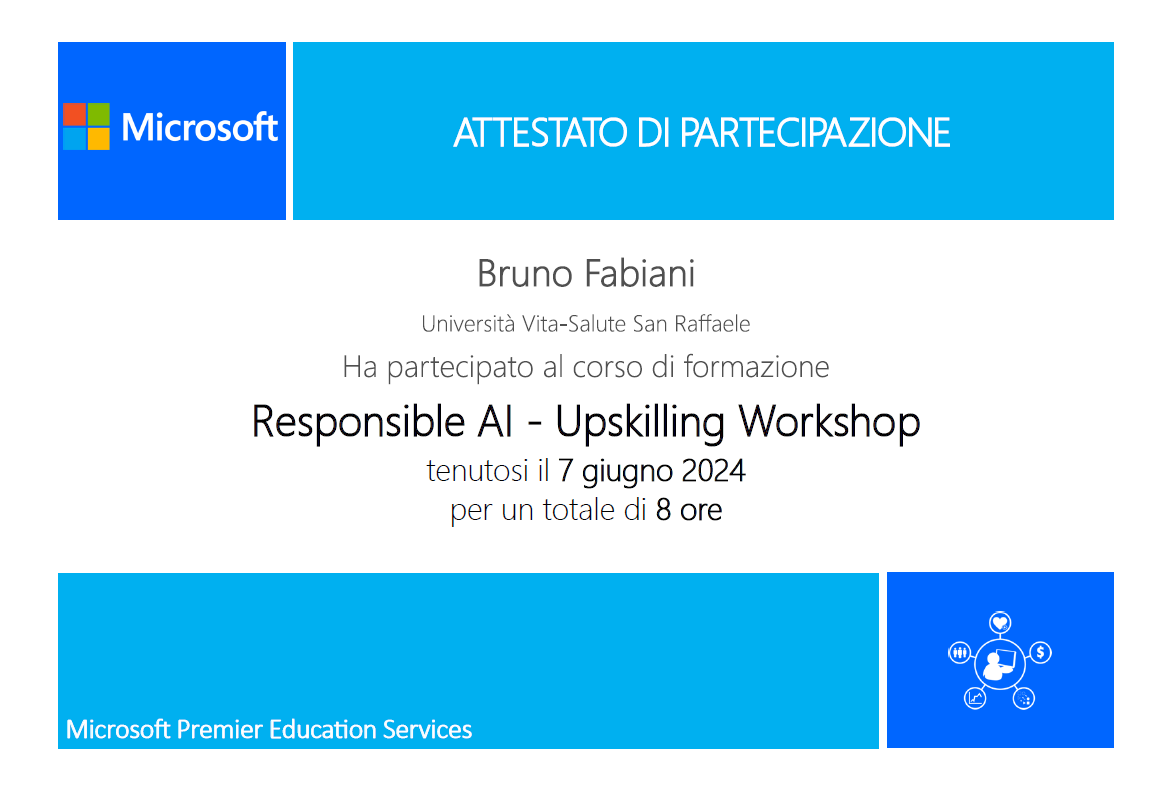 Microsoft
ATTESTATO DI PARTECIPAZIONE
Bruno Fabiani
Università Vita-Salute San Raffaele
Ha partecipato al corso di formazione
Responsible AI - Upskilling Workshop
tenutosi il 7 giugno 2024
per un totale di 8 ore
Microsoft Premier Education Services
$